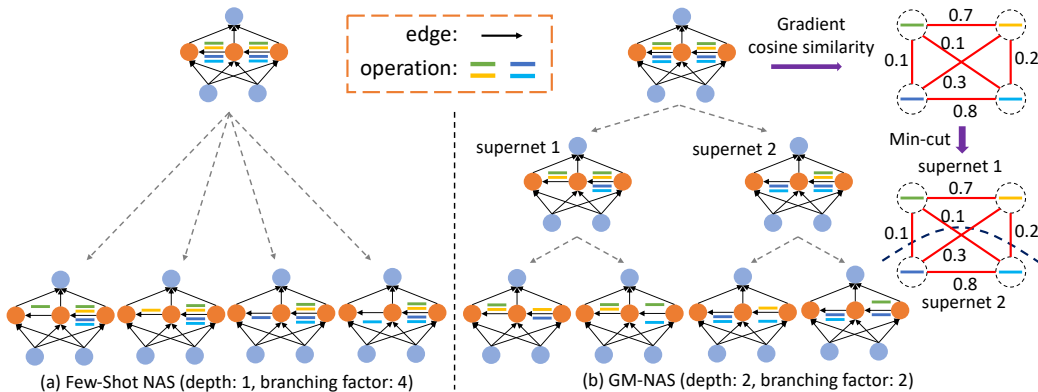 edge:
operation:
Gradient
cosine similarity
0.7
0.1
0.1
0.2
0.3
0.8
Min-cut
supernet 1
supernet 2
supernet 1
0.7
0.1
0.1
0.2
0.3
0.8
supernet 2
(a) Few-Shot NAS (depth: 1, branching factor: 4)
(b) GM-NAS (depth: 2, branching factor: 2)